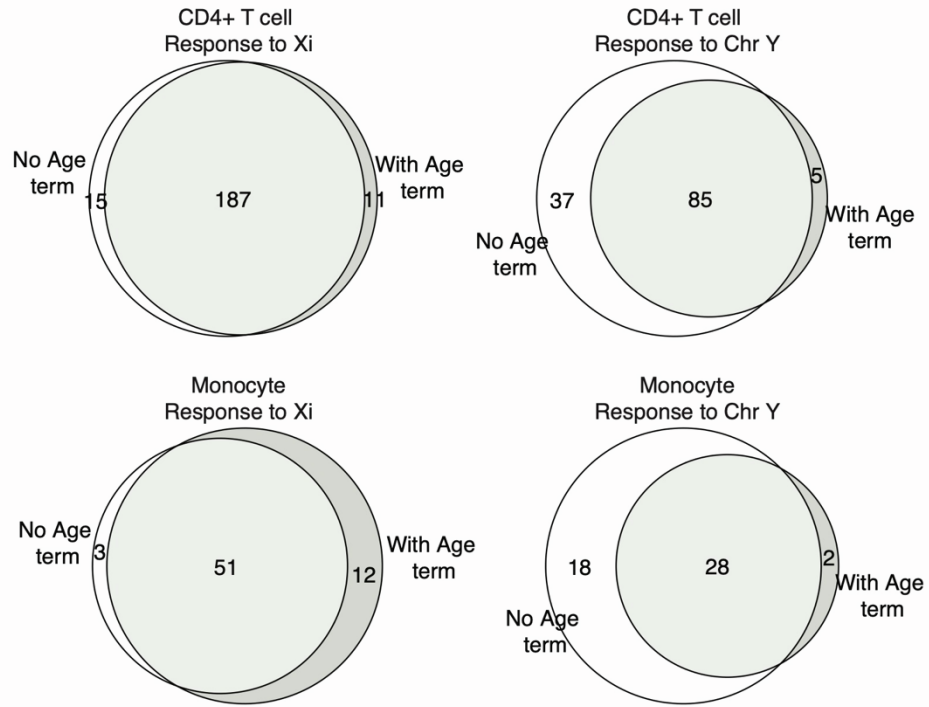 CD4+ T cell
Response to Xi
No Age
term
15
187
11
With Age
term
CD4+ T cell
Response to Chr Y
37
No Age
term
85
5
With Age
term
Monocyte
Response to Xi
No Age
term
3
51
12
With Age
term
Monocyte
Response to Chr Y
18
No Age
term
28
2
With Age
term